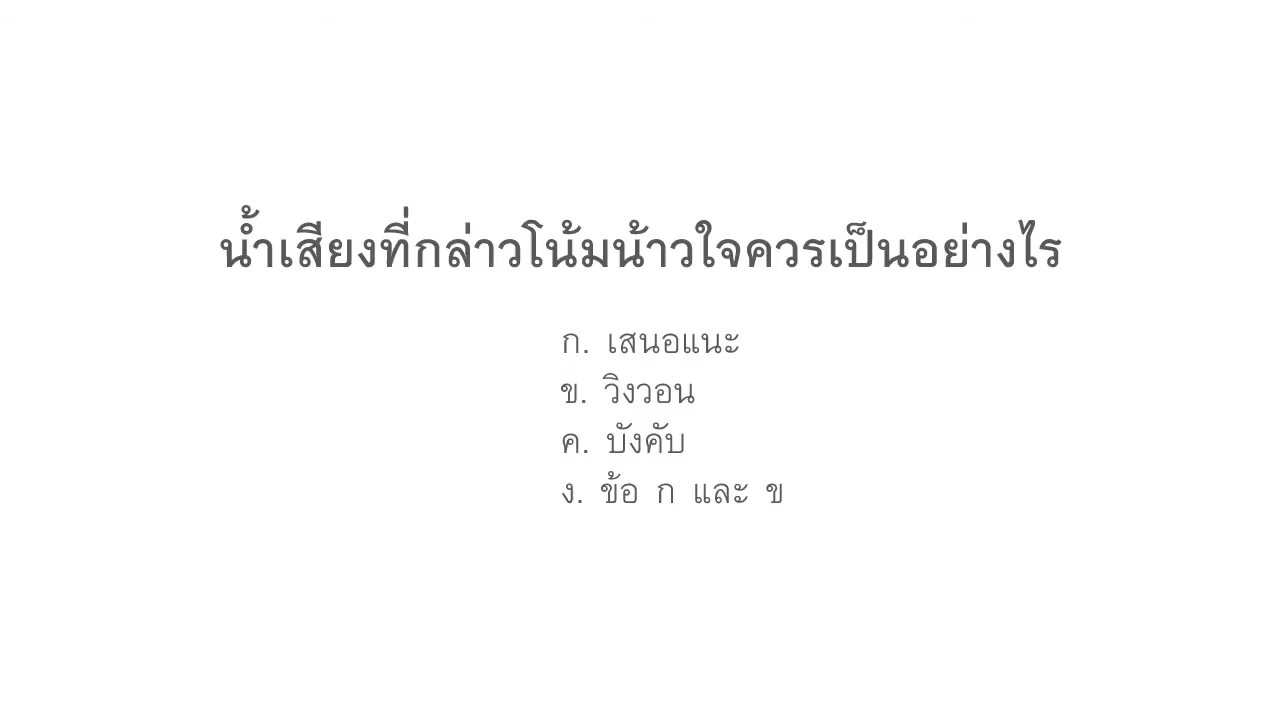 น้ำเสียงที่กล่าวโน้มน้าวใจควรเป็นอย่างไร
ก. เสนอแนะ
ข. วิงวอน
ค. บังคับ
ง. ข้อ ก และ ข